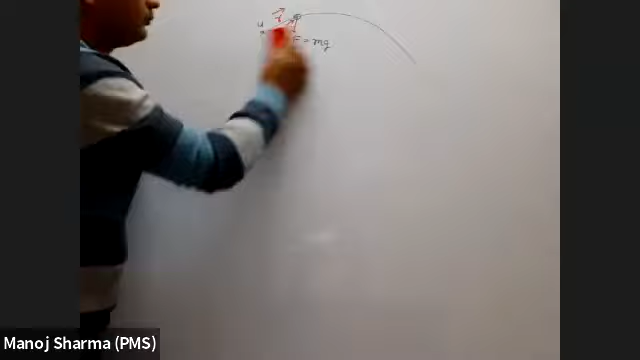 u r⃗
F = mg
Manoj Sharma (PMS)